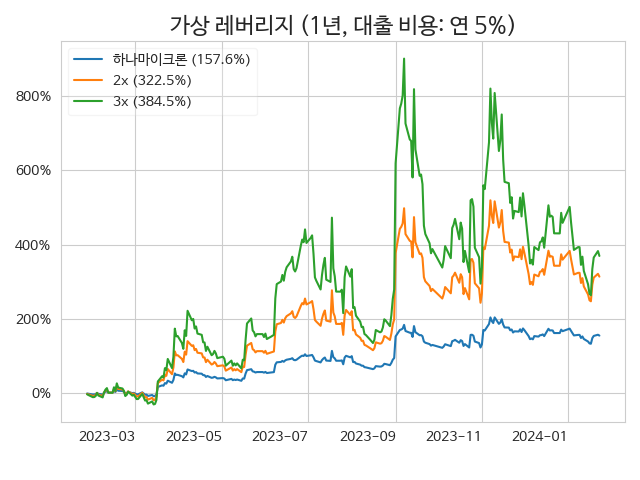 가상 레버리지 (1년, 대출 비용: 연 5%)
하나마이크론 (157.6%)
2x (322.5%)
3x (384.5%)
800%
600%
400%
200%
0%
2023-03 2023-05 2023-07 2023-09 2023-11 2024-01